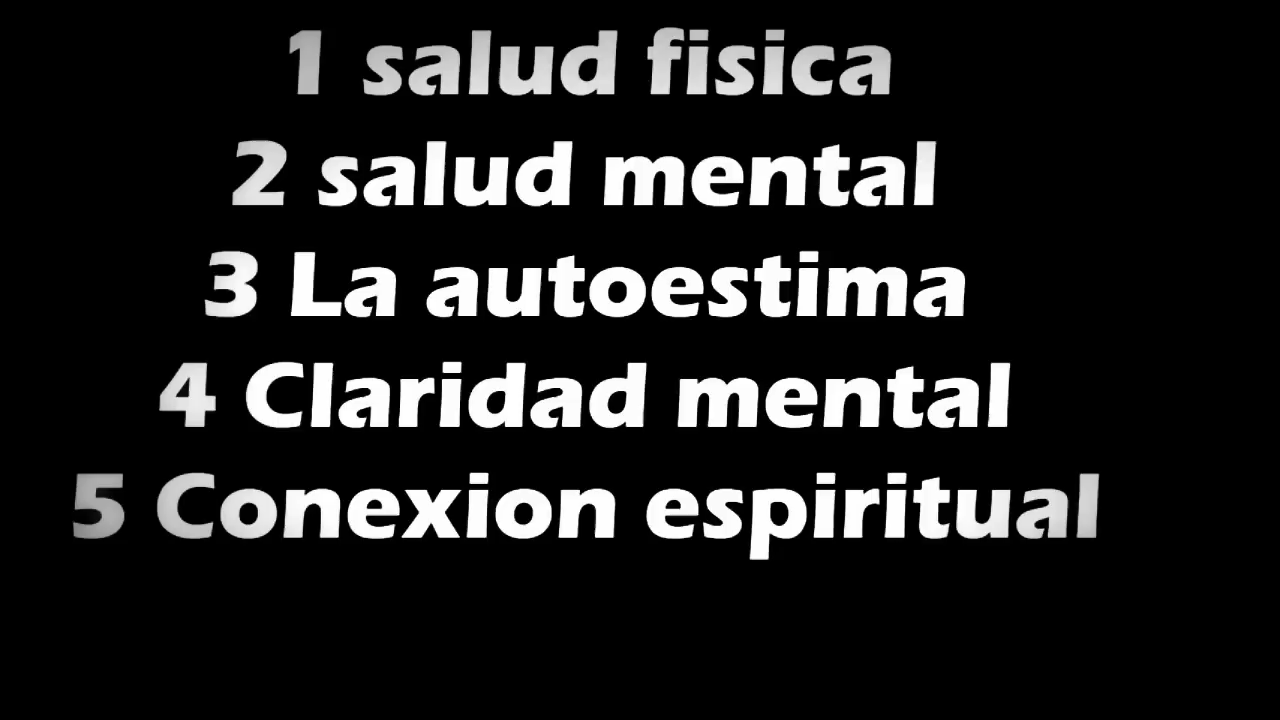 1 salud fisica
2 salud mental
3 La autoestima
4 Claridad mental
5 Conexion espiritual